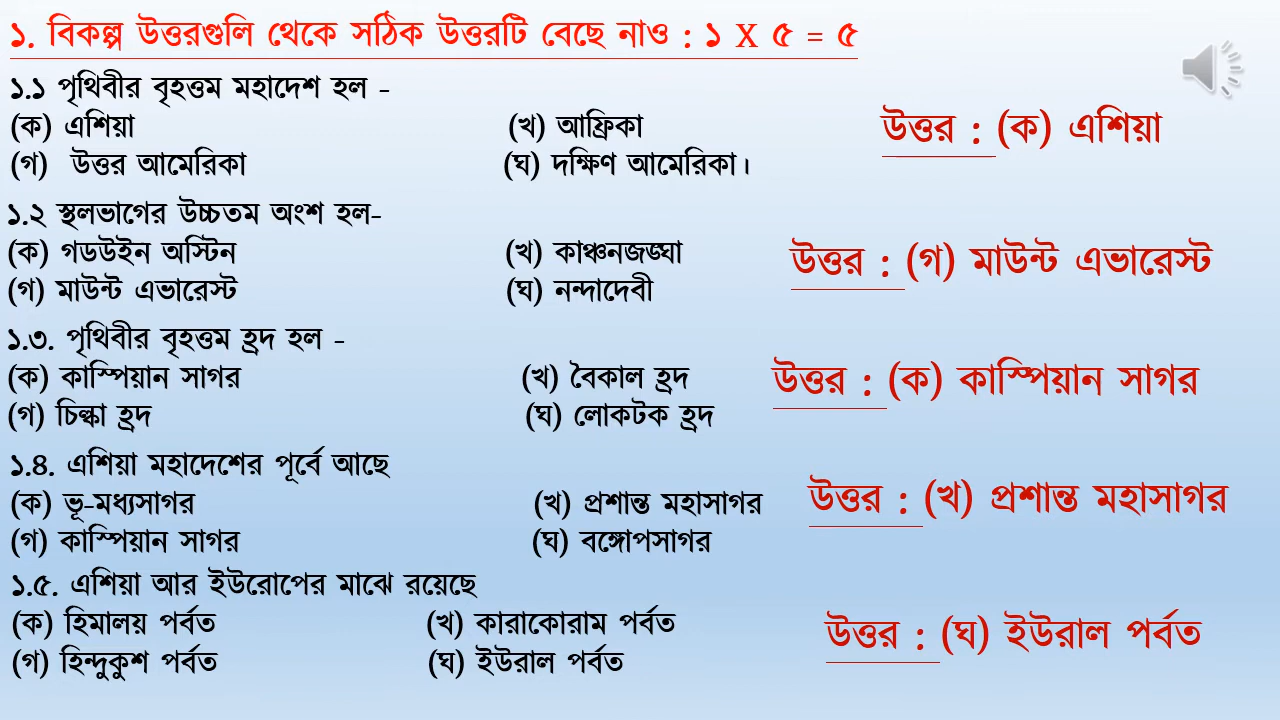 ১. বিকল্প উত্তরগুলি থেকে সঠিক উত্তরটি বেছে নাও : ১ X ৫ = ৫
১.১ পৃথিবীর বৃহত্তম মহাদেশ হল -
(ক) এশিয়া (খ) আফ্রিকা
(গ) উত্তর আমেরিকা (ঘ) দক্ষিণ আমেরিকা।
উত্তর : (ক) এশিয়া
১.২ স্থলভাগের উচ্চতম অংশ হল-
(ক) গডউইন অস্টিন (খ) কাঞ্চনজঙ্ঘা
(গ) মাউন্ট এভারেস্ট (ঘ) নন্দাদেবী
উত্তর : (গ) মাউন্ট এভারেস্ট
১.৩. পৃথিবীর বৃহত্তম হ্রদ হল -
(ক) কাস্পিয়ান সাগর (খ) বৈকাল হ্রদ
(গ) চিল্কা হ্রদ (ঘ) লোকটক হ্রদ
উত্তর : (ক) কাস্পিয়ান সাগর
১.৪. এশিয়া মহাদেশের পূর্বে আছে
(ক) ভূ-মধ্যসাগর (খ) প্রশান্ত মহাসাগর
(গ) কাস্পিয়ান সাগর (ঘ) বঙ্গোপসাগর
উত্তর : (খ) প্রশান্ত মহাসাগর
১.৫. এশিয়া আর ইউরোপের মাঝে রয়েছে
(ক) হিমালয় পর্বত (খ) কারাকোরাম পর্বত
(গ) হিন্দুকুশ পর্বত (ঘ) ইউরাল পর্বত
উত্তর : (ঘ) ইউরাল পর্বত